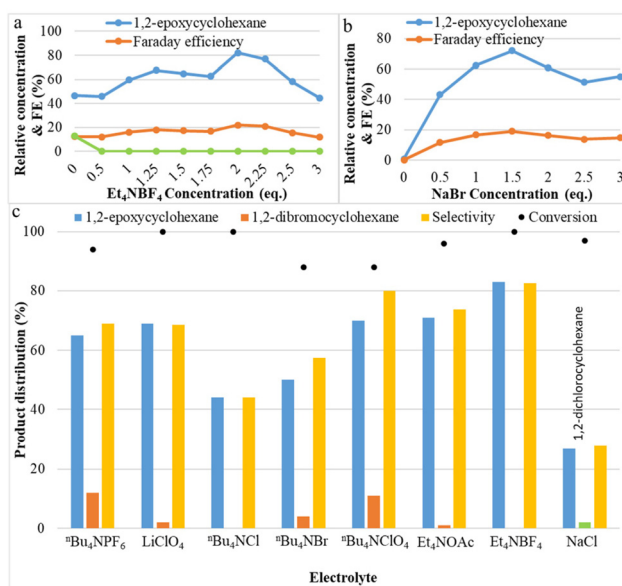 a
1,2-epoxycyclohexane
Faraday efficiency
Relative concentration
& FE (%)
100
80
60
40
20
0
0 0.5 1 1.25 1.5 1.75 2 2.25 2.5 3
Et₄NBF₄ Concentration (eq.)
b
1,2-epoxycyclohexane
Faraday efficiency
Relative concentration
& FE (%)
80
60
40
20
0
0 0.5 1 1.5 2 2.5 3
NaBr Concentration (eq.)
c
1,2-epoxycyclohexane 1,2-dibromocyclohexane Selectivity Conversion
Product distribution (%)
100
80
60
40
20
0
1,2-dichlorocyclohexane
ⁿBu₄NPF₆ LiClO₄ ⁿBu₄NCl ⁿBu₄NBr ⁿBu₄NClO₄ Et₄NOAc Et₄NBF₄ NaCl
Electrolyte